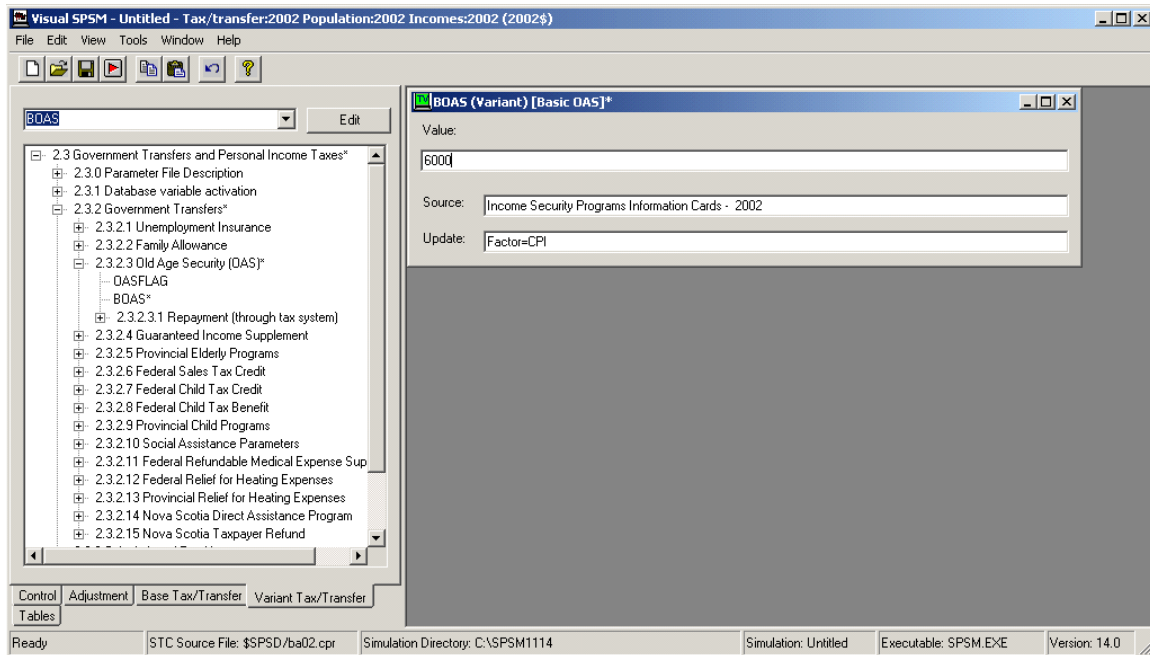 Visual SPSM - Untitled - Tax/transfer:2002 Population:2002 Incomes:2002 (2002$)
File Edit View Tools Window Help
BOAS
Edit
2.3 Government Transfers and Personal Income Taxes*
2.3.0 Parameter File Description
2.3.1 Database variable activation
2.3.2 Government Transfers*
2.3.2.1 Unemployment Insurance
2.3.2.2 Family Allowance
2.3.2.3 Old Age Security (OAS)*
OASFLAG
BOAS*
2.3.2.3.1 Repayment (through tax system)
2.3.2.4 Guaranteed Income Supplement
2.3.2.5 Provincial Elderly Programs
2.3.2.6 Federal Sales Tax Credit
2.3.2.7 Federal Child Tax Credit
2.3.2.8 Federal Child Tax Benefit
2.3.2.9 Provincial Child Programs
2.3.2.10 Social Assistance Parameters
2.3.2.11 Federal Refundable Medical Expense Sup
2.3.2.12 Federal Relief for Heating Expenses
2.3.2.13 Provincial Relief for Heating Expenses
2.3.2.14 Nova Scotia Direct Assistance Program
2.3.2.15 Nova Scotia Taxpayer Refund
Control Adjustment Base Tax/Transfer Variant Tax/Transfer
Tables
TV BOAS (Variant) [Basic OAS]*
Value:
6000
Source: Income Security Programs Information Cards - 2002
Update: Factor=CPI
Ready STC Source File: $SPSD/ba02.cpr Simulation Directory: C:\SPSM1114 Simulation: Untitled Executable: SPSM.EXE Version: 14.0